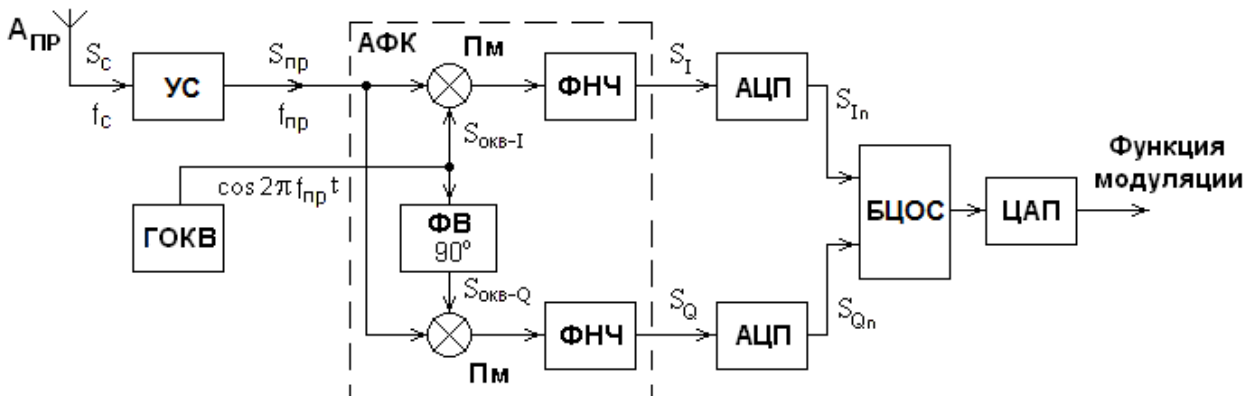 А_ПР
S_c
f_c
УС
S_пр
f_пр
АФК
Пм
ФНЧ
S_I
АЦП
S_In
S_окв-I
cos 2π f_пр t
ГОКВ
ФВ
90°
S_окв-Q
Пм
ФНЧ
S_Q
АЦП
S_Qn
БЦОС
ЦАП
Функция
модуляции